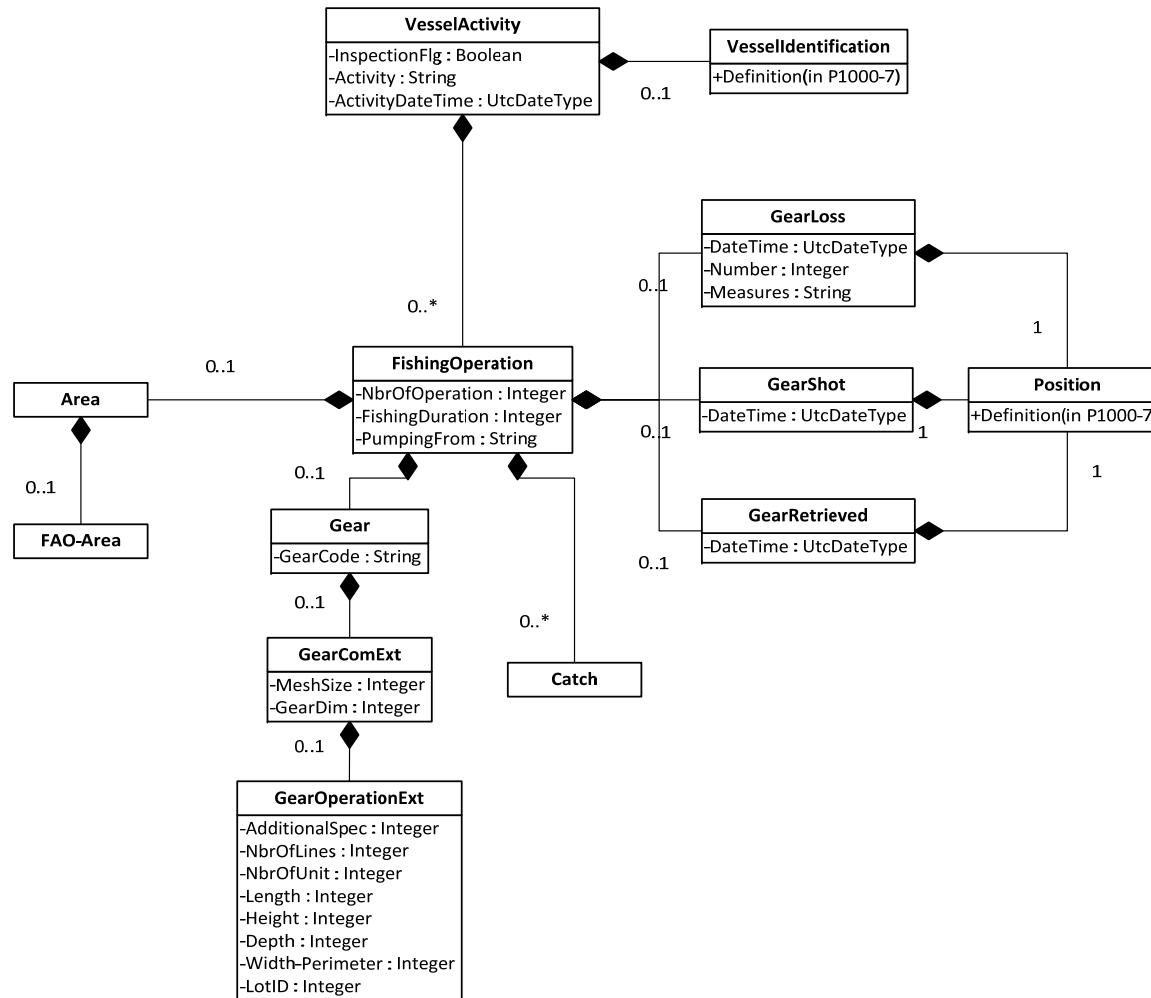 VesselActivity
-InspectionFlg : Boolean
-Activity : String
-ActivityDateTime : UtcDateType
VesselIdentification
+Definition(in P1000-7)
0..1
0..*
GearLoss
-DateTime : UtcDateType
-Number : Integer
-Measures : String
0..1
1
FishingOperation
-NbrOfOperation : Integer
-FishingDuration : Integer
-PumpingFrom : String
0..1
Area
0..1
FAO-Area
GearShot
-DateTime : UtcDateType
0..1
1
Position
+Definition(in P1000-7
1
GearRetrieved
-DateTime : UtcDateType
0..1
0..1
Gear
-GearCode : String
0..1
GearComExt
-MeshSize : Integer
-GearDim : Integer
0..*
Catch
0..1
GearOperationExt
-AdditionalSpec : Integer
-NbrOfLines : Integer
-NbrOfUnit : Integer
-Length : Integer
-Height : Integer
-Depth : Integer
-Width-Perimeter : Integer
-LotID : Integer